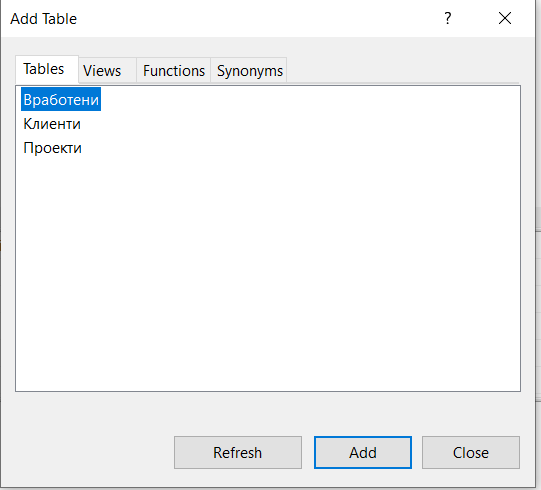 Add Table
?
Tables Views Functions Synonyms
Вработени
Клиенти
Проекти
Refresh Add Close